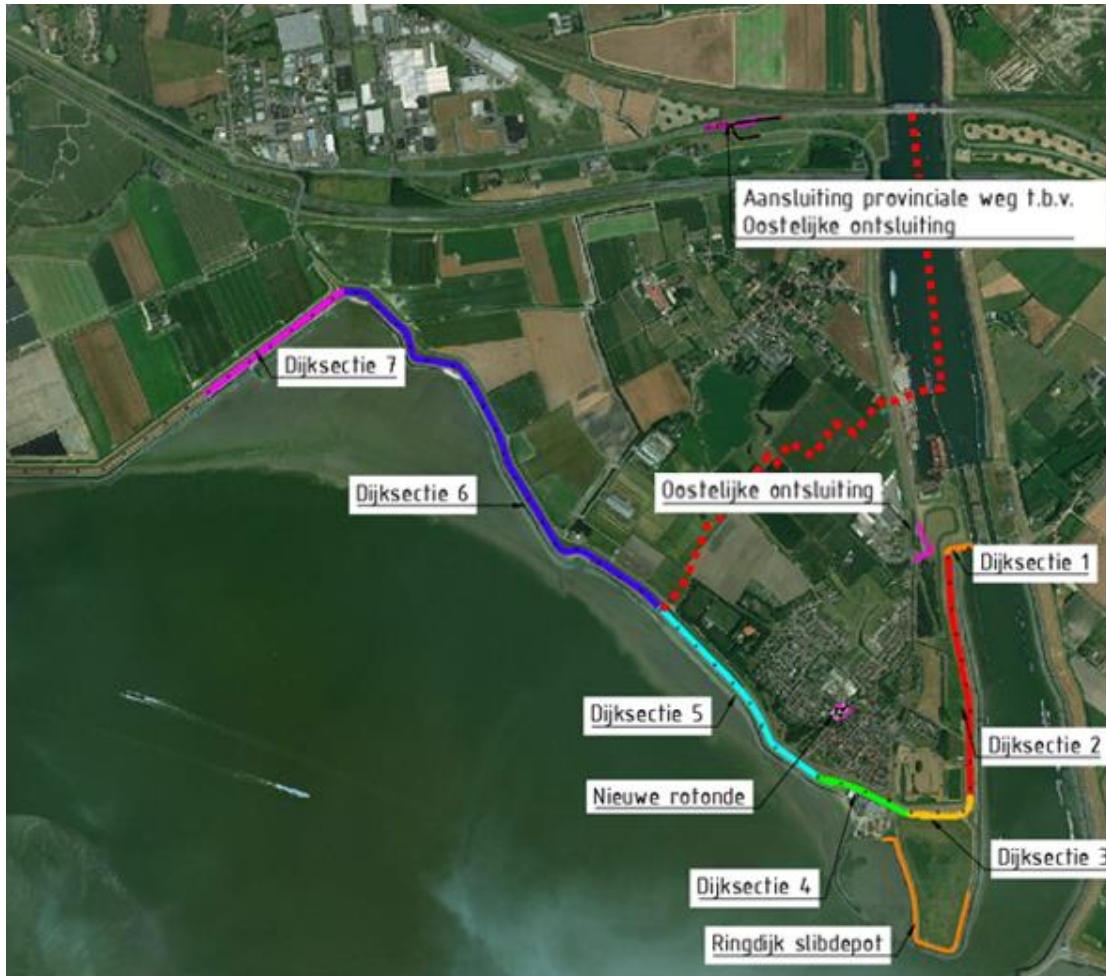 Aansluiting provinciale weg t.b.v.
Oostelijke ontsluiting
Dijksectie 7
Dijksectie 6
Oostelijke ontsluiting
Dijksectie 1
Dijksectie 5
Dijksectie 2
Nieuwe rotonde
Dijksectie 3
Dijksectie 4
Ringdijk slibdepot